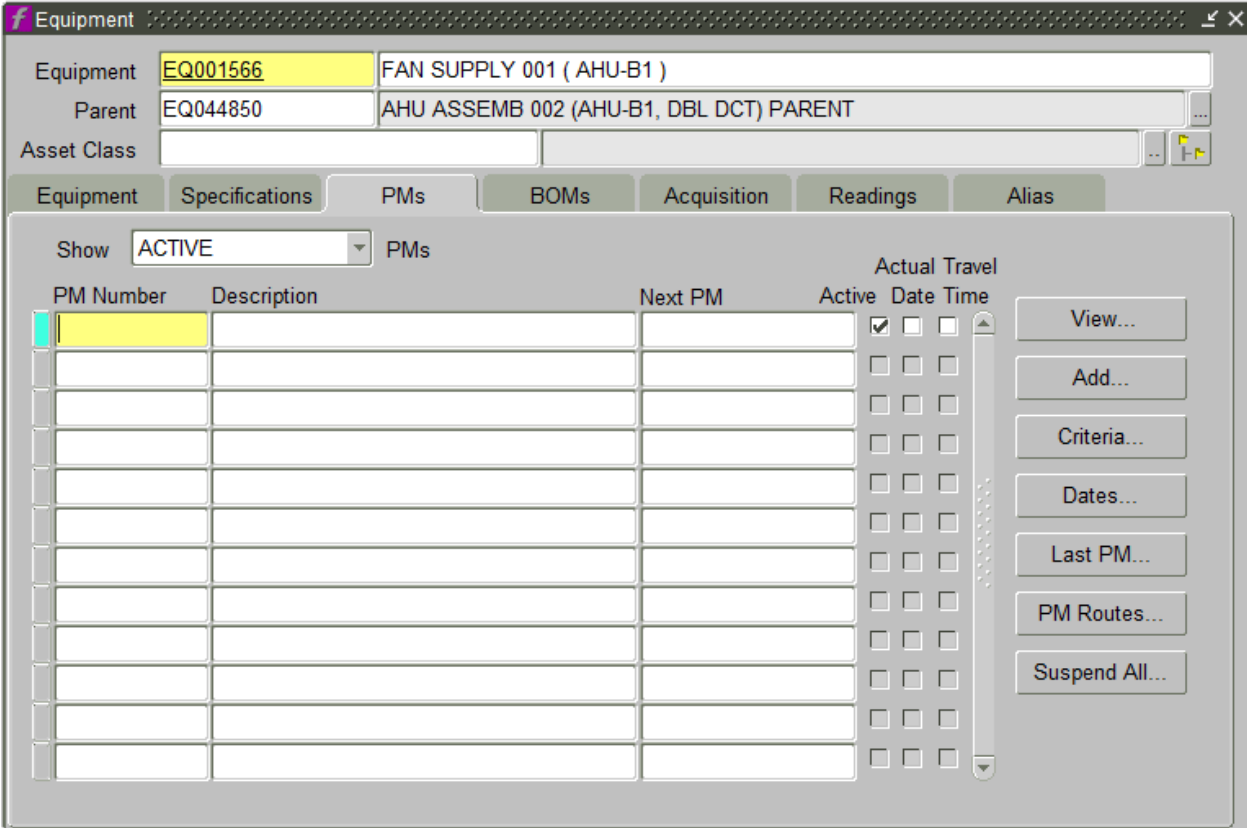 f Equipment
Equipment EQ001566 FAN SUPPLY 001 ( AHU-B1 )
Parent EQ044850 AHU ASSEMB 002 (AHU-B1, DBL DCT) PARENT ...
Asset Class ..
Equipment Specifications PMs BOMs Acquisition Readings Alias
Show ACTIVE PMs
Actual Travel
PM Number Description Next PM Active Date Time
View...
Add...
Criteria...
Dates...
Last PM...
PM Routes...
Suspend All...